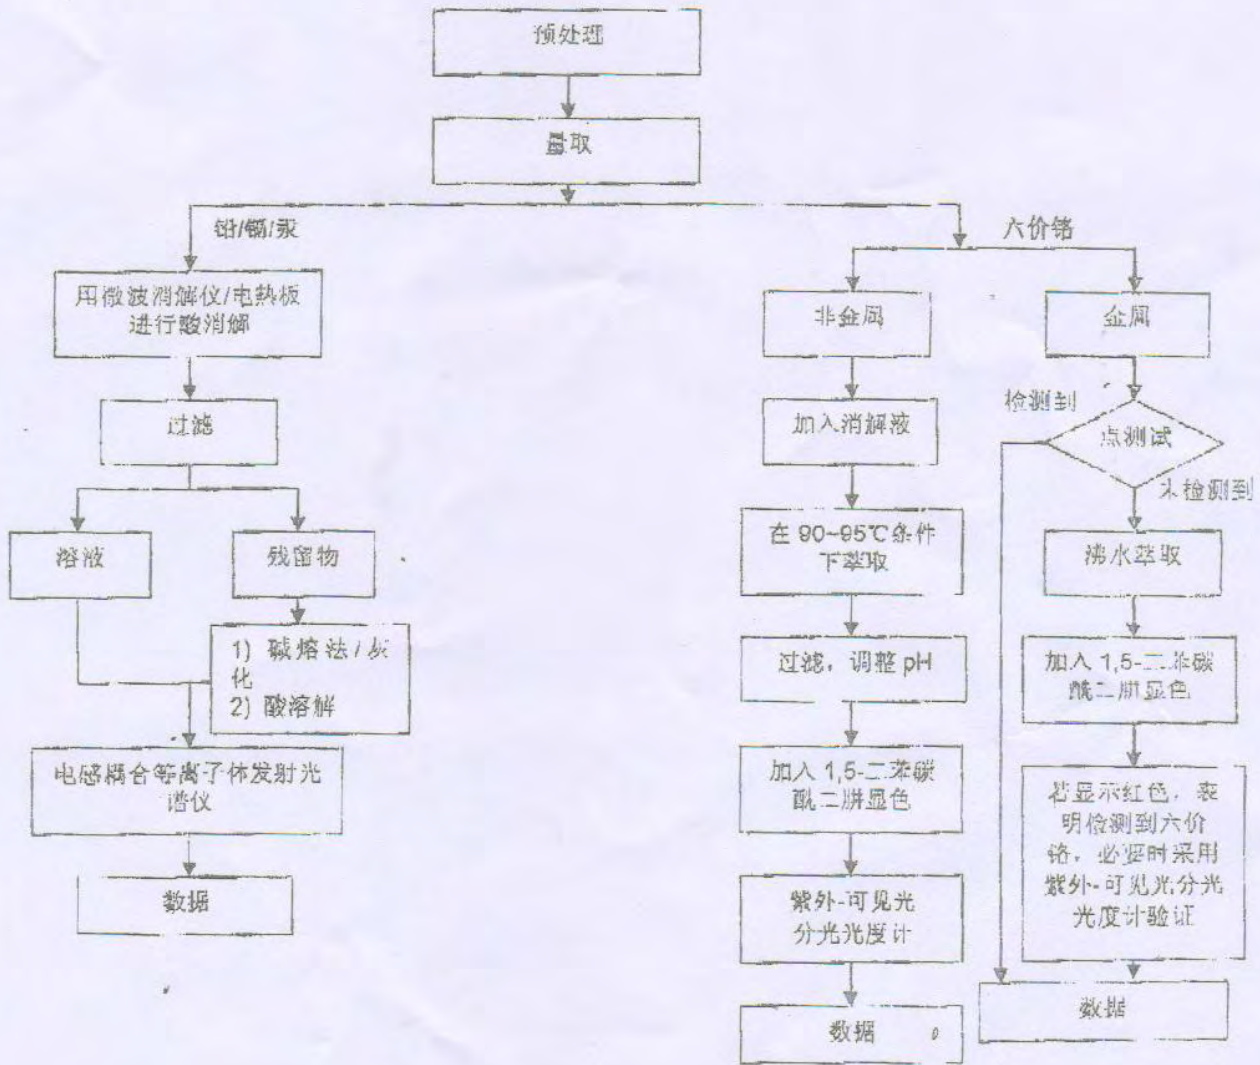 预处理
量取
铅/镉/汞
六价铬
用微波消解仪/电热板
进行酸消解
非金属
金属
过滤
加入消解液
检测到
点测试
未检测到
溶液
残留物
在 90~95℃条件
下萃取
沸水萃取
1) 碱熔法/灰
化
2) 酸溶解
过滤，调整 pH
加入 1,5-二苯碳
酰二肼显色
电感耦合等离子体发射光
谱仪
加入 1,5-二苯碳
酰二肼显色
若显示红色，表
明检测到六价
铬，必要时采用
紫外-可见光分光
光度计验证
数据
紫外-可见光
分光光度计
数据
数据